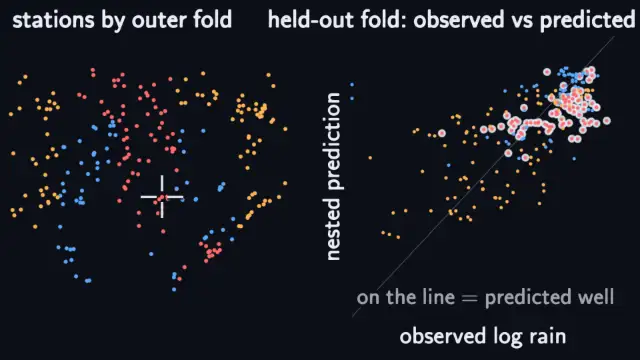 stations by outer fold
held-out fold: observed vs predicted
nested prediction
on the line = predicted well
observed log rain